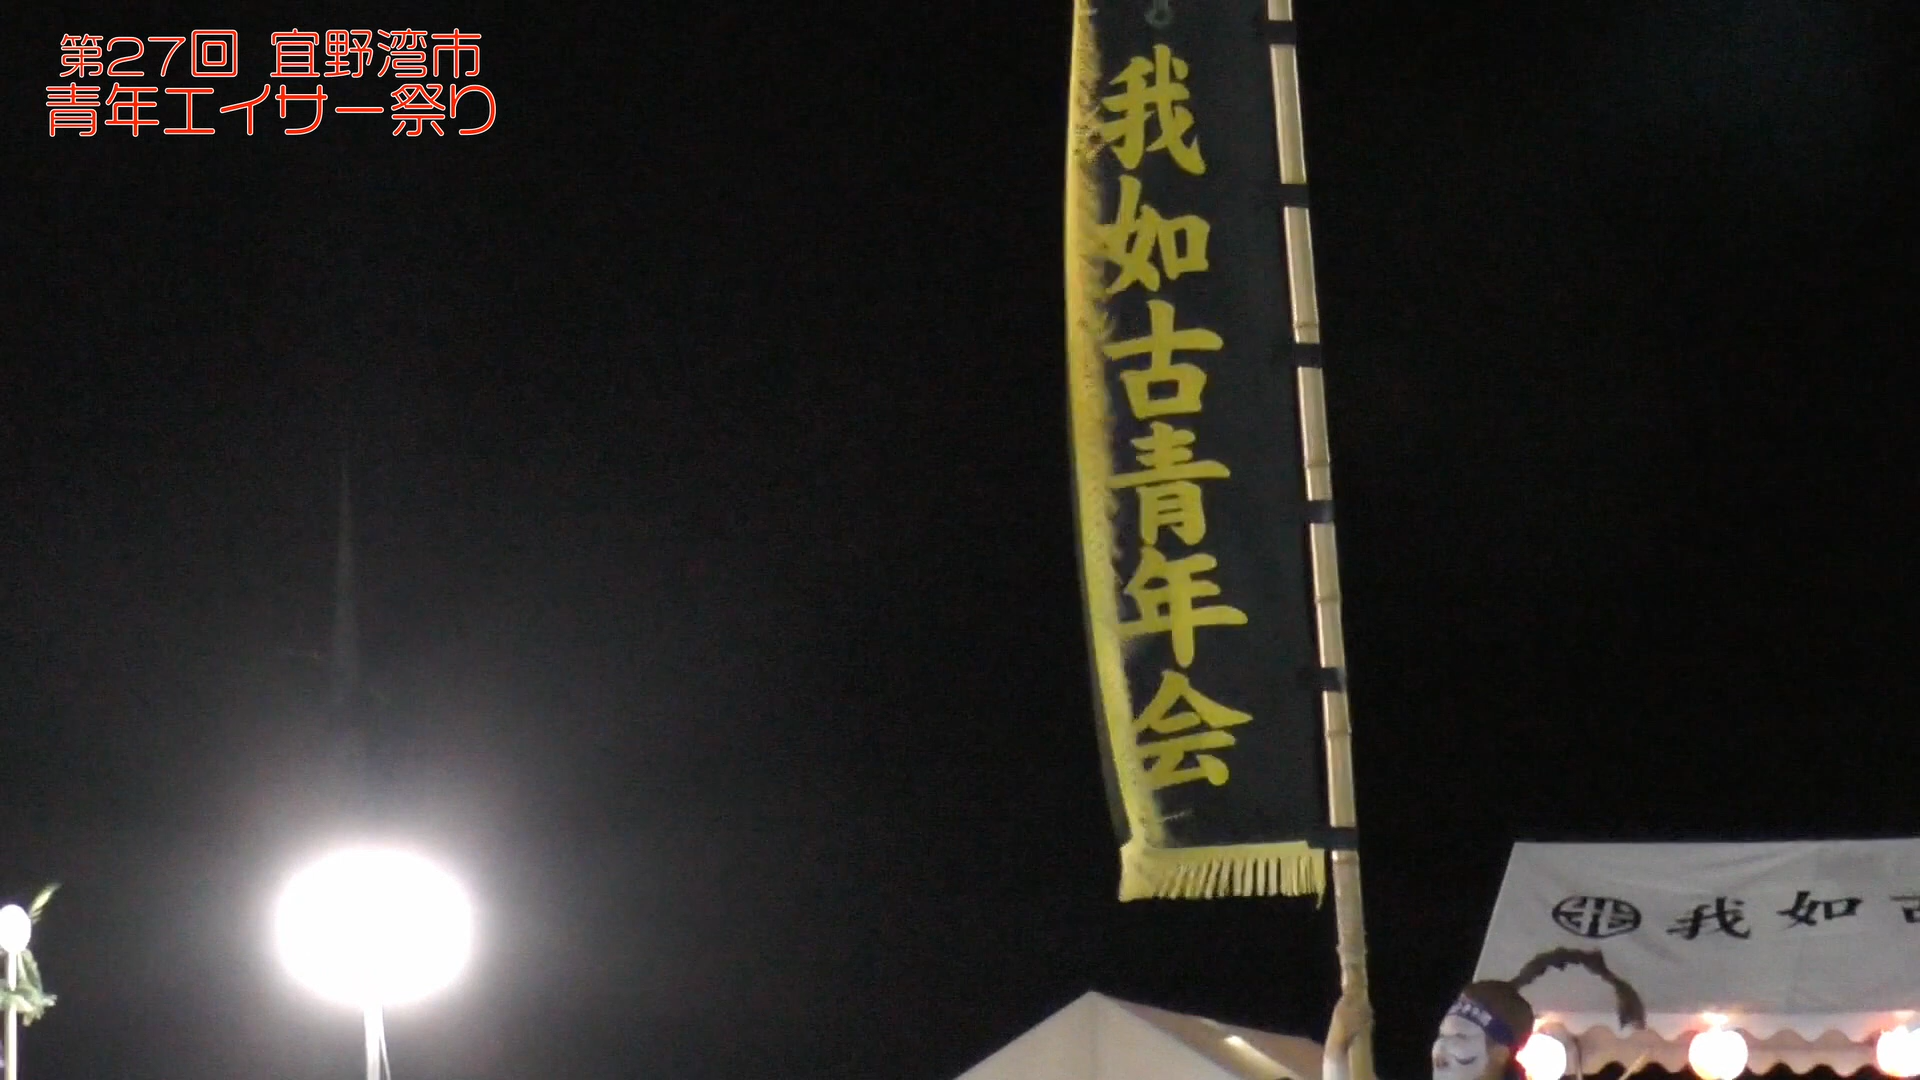 第27回 宜野湾市
青年エイサー祭り
我如古青年会
我如古